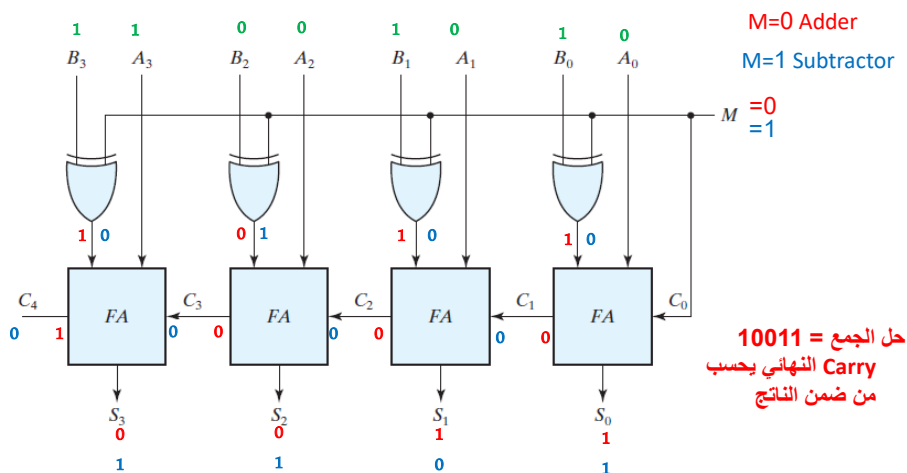 1 1 0 0 1 0 1 0
B3 A3 B2 A2 B1 A1 B0 A0
M=0 Adder
M=1 Subtractor
M =0
=1
1 0 0 1 1 0 1 0
C4 FA C3 FA C2 FA C1 FA C0
0 1 0 0 0 0 0 0
S3 S2 S1 S0
0 0 1 1
1 1 0 1
حل الجمع = 10011
Carry النهائي يحسب
من ضمن الناتج